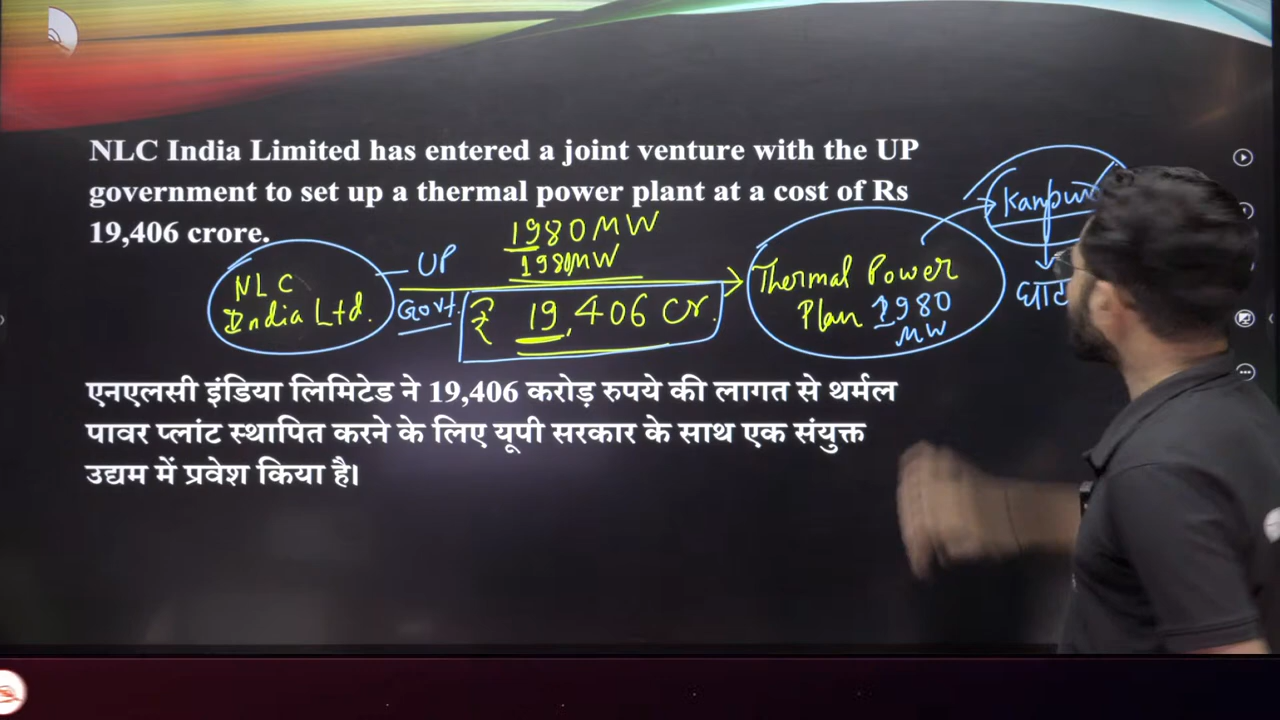 NLC India Limited has entered a joint venture with the UP
government to set up a thermal power plant at a cost of Rs
19,406 crore.
1980 MW
1980MW
UP
Govt.
NLC
India Ltd.
₹ 19,406 Cr.
Thermal Power
Plan 1980
MW
Kanpur
घाट
एनएलसी इंडिया लिमिटेड ने 19,406 करोड़ रुपये की लागत से थर्मल
पावर प्लांट स्थापित करने के लिए यूपी सरकार के साथ एक संयुक्त
उद्यम में प्रवेश किया है।